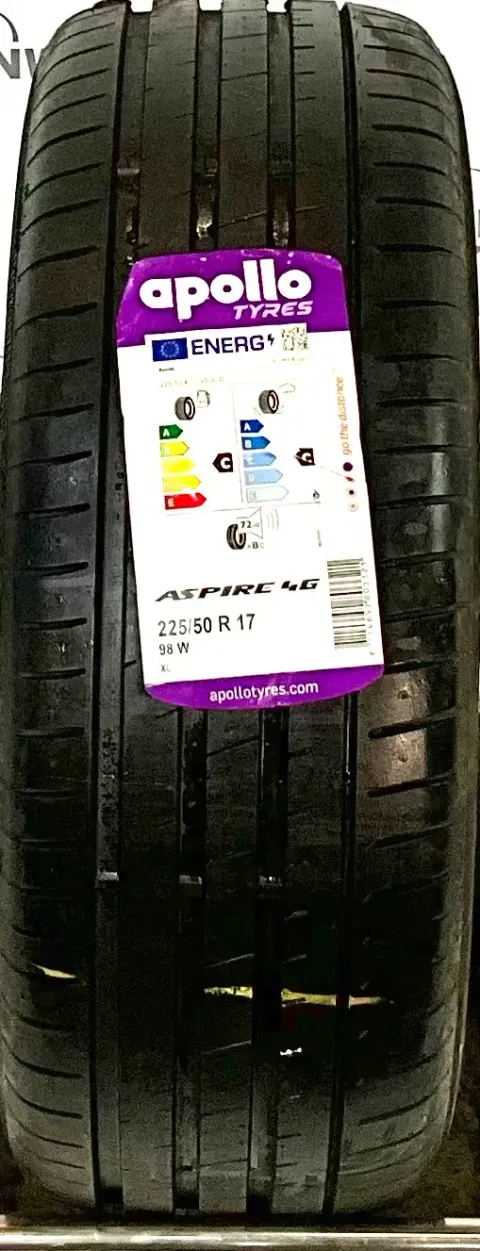 apollo
TYRES
ENERG
A
E
C
A
B
C
D
C
72
B
go the distance
ASPIRE 4G
225/50 R 17
98 W
XL
apollotyres.com